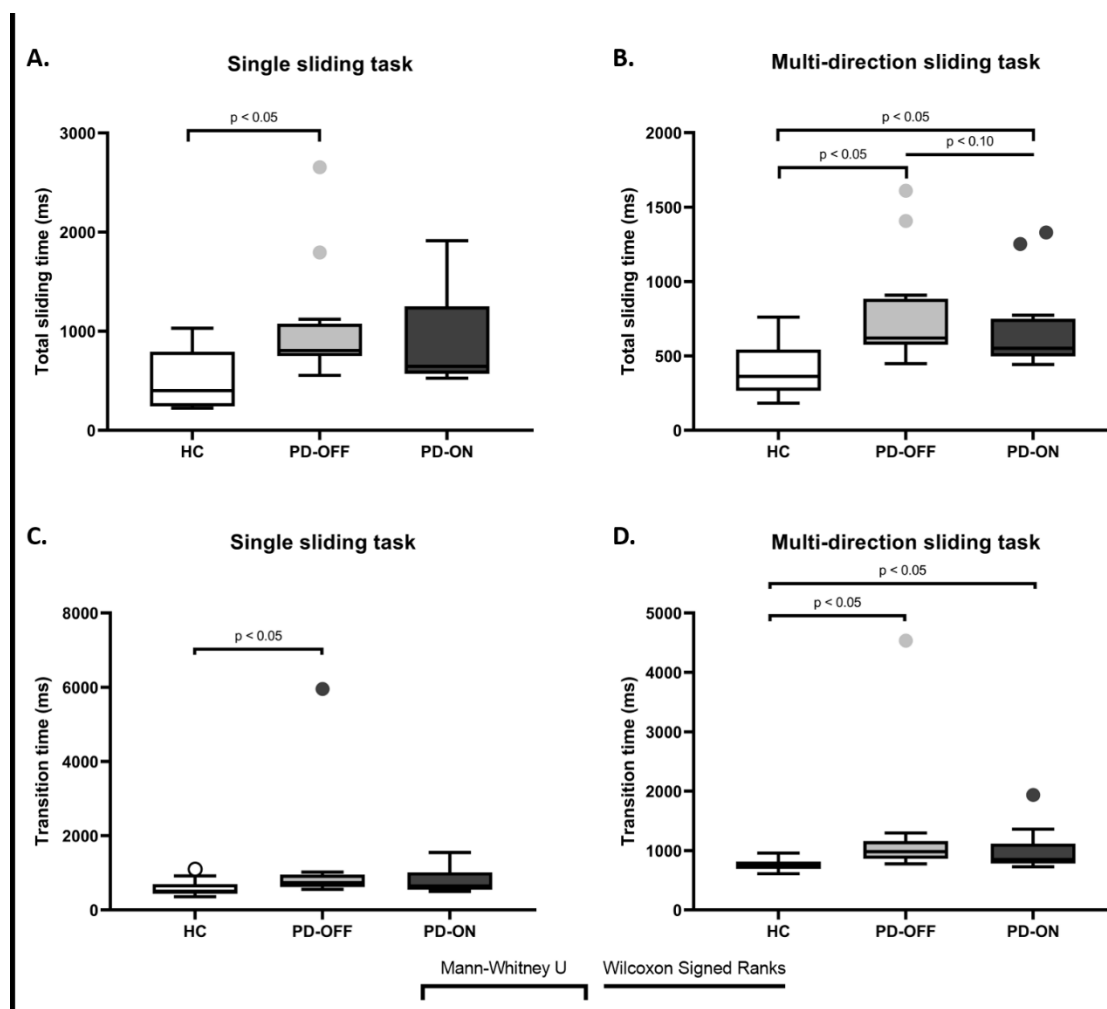 A.
Single sliding task
p < 0.05
Total sliding time (ms)
3000
2000
1000
0
HC PD-OFF PD-ON
B.
Multi-direction sliding task
p < 0.05
p < 0.10
p < 0.05
Total sliding time (ms)
2000
1500
1000
500
0
HC PD-OFF PD-ON
C.
Single sliding task
p < 0.05
Transition time (ms)
8000
6000
4000
2000
0
HC PD-OFF PD-ON
D.
Multi-direction sliding task
p < 0.05
p < 0.05
Transition time (ms)
5000
4000
3000
2000
1000
0
HC PD-OFF PD-ON
Mann-Whitney U Wilcoxon Signed Ranks